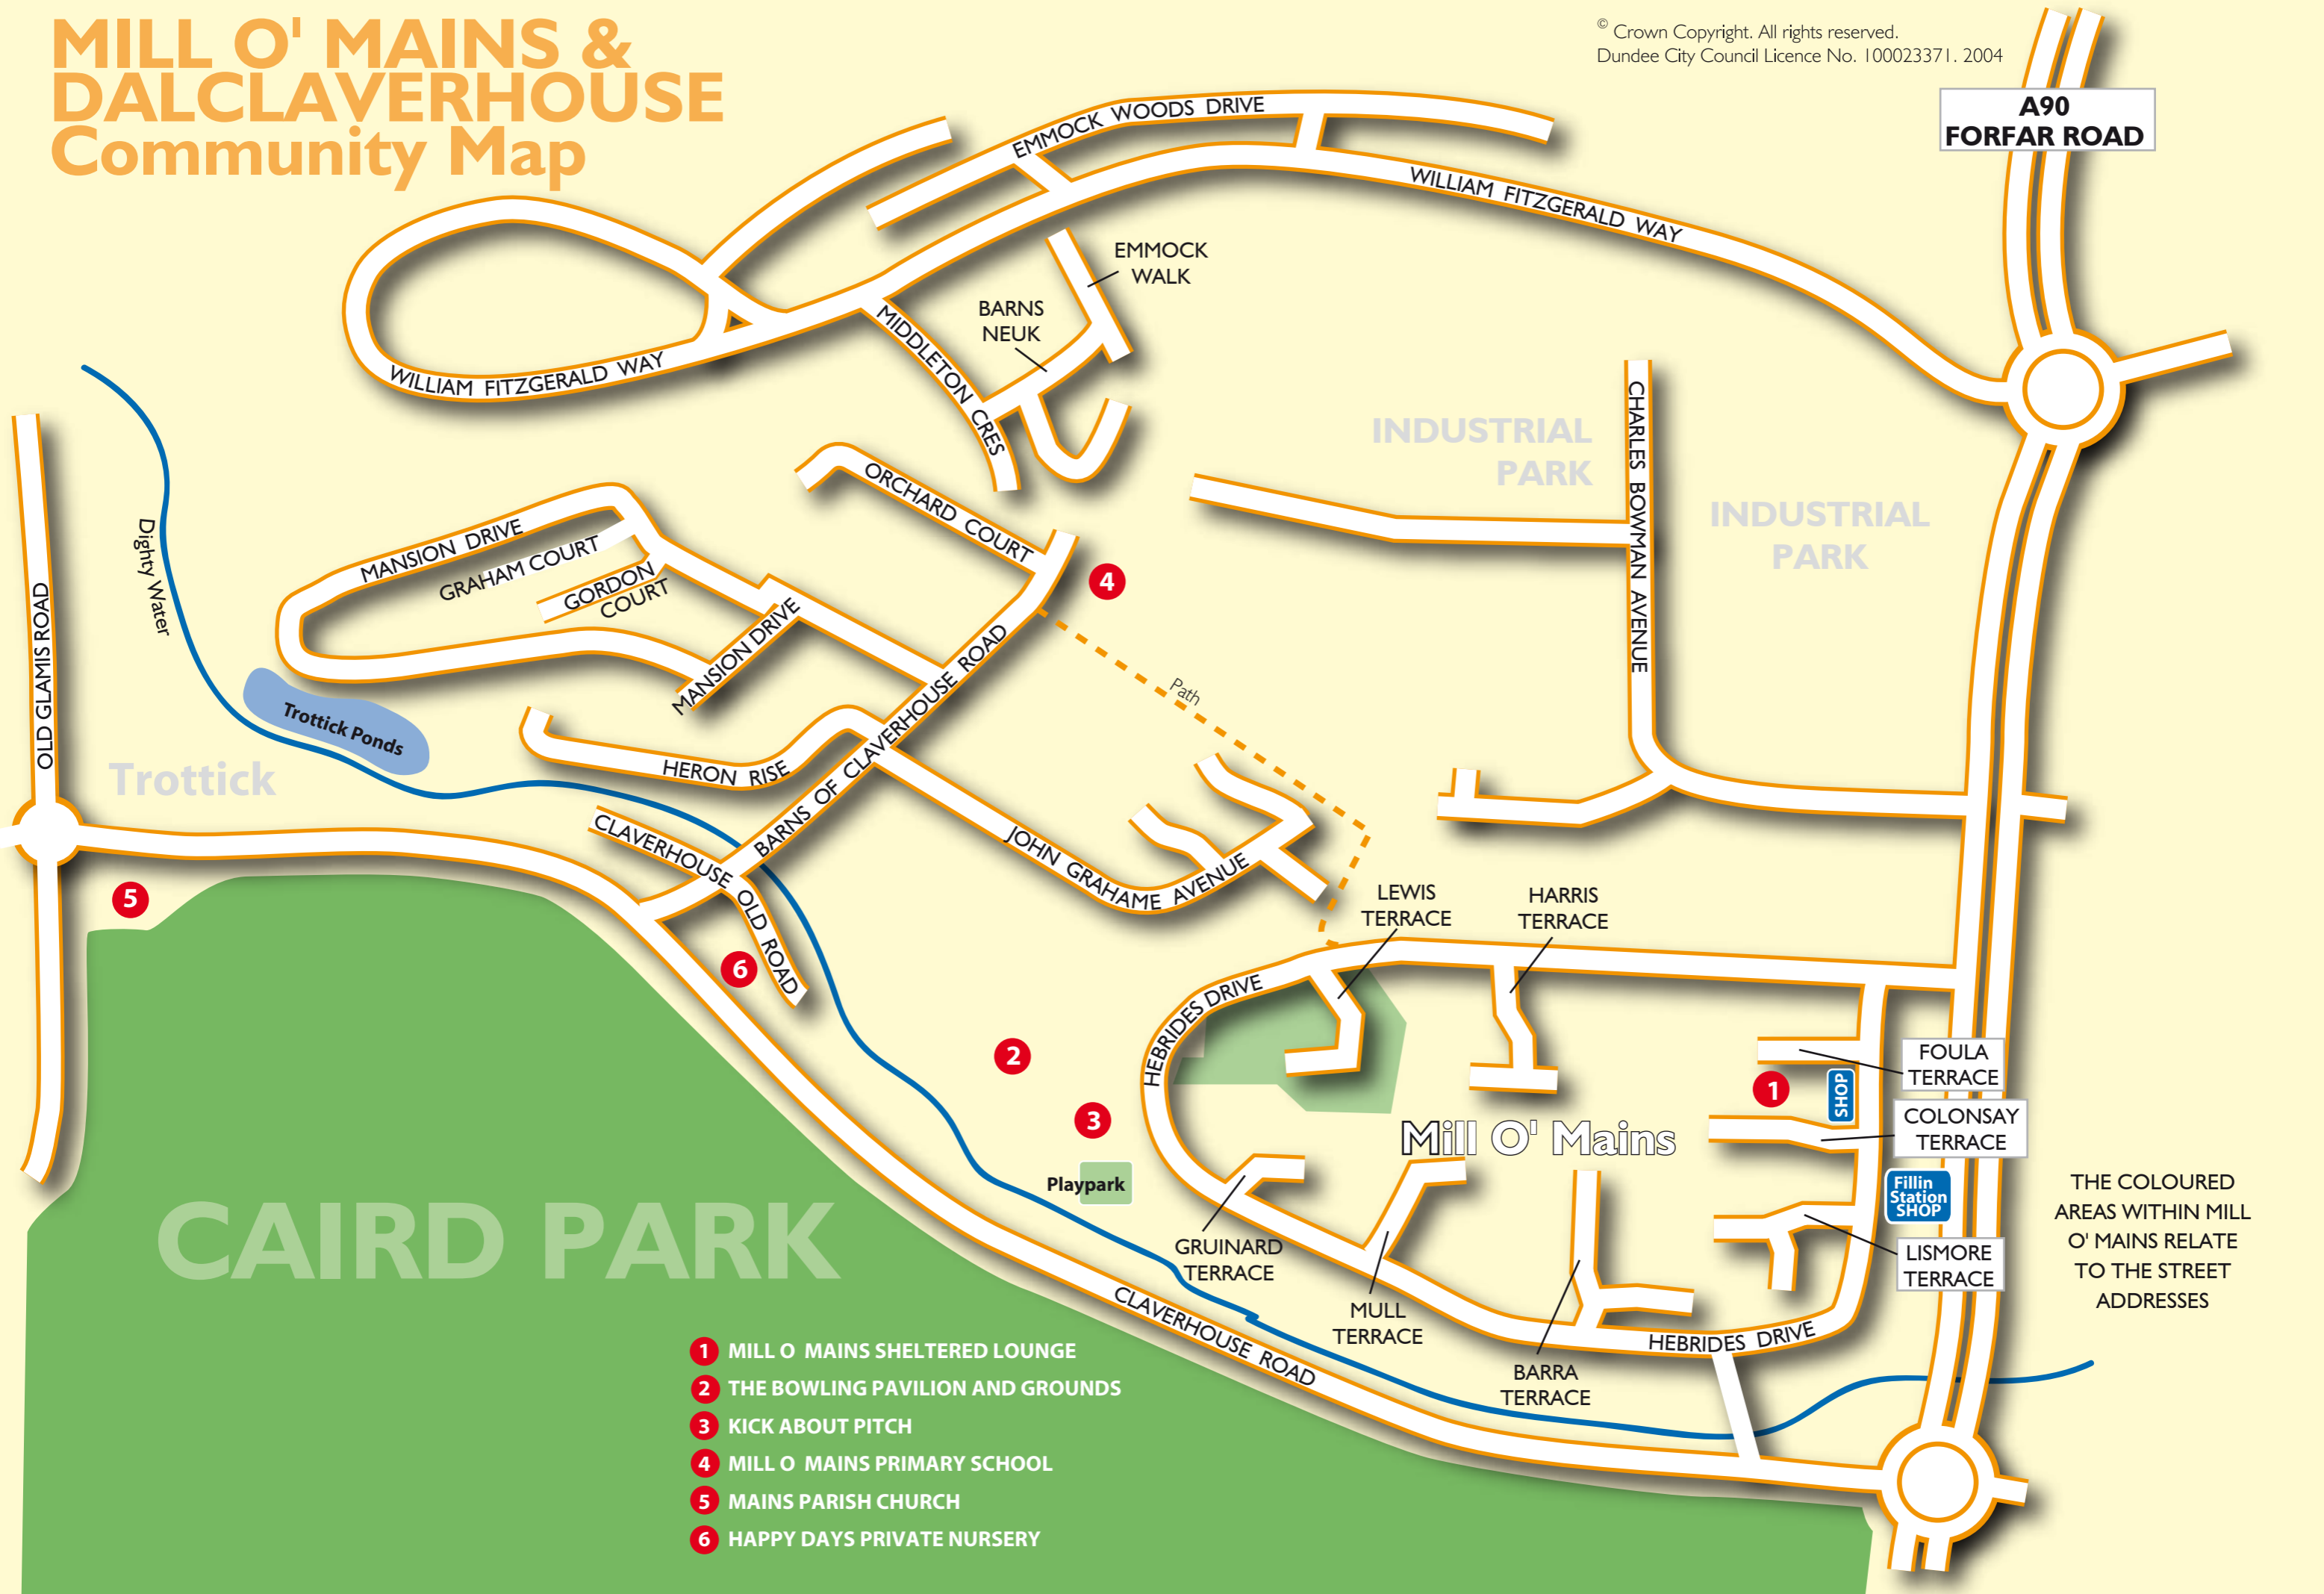 MILL O' MAINS &
DALCLAVERHOUSE
Community Map
© Crown Copyright. All rights reserved.
Dundee City Council Licence No. 100023371. 2004
A90
FORFAR ROAD
EMMOCK WOODS DRIVE
WILLIAM FITZGERALD WAY
EMMOCK
WALK
BARNS
NEUK
MIDDLETON CRES
WILLIAM FITZGERALD WAY
CHARLES BOWMAN AVENUE
INDUSTRIAL
PARK
INDUSTRIAL
PARK
ORCHARD COURT
MANSION DRIVE
GRAHAM COURT
GORDON
COURT
MANSION DRIVE
4
Dighty Water
OLD GLAMIS ROAD
Path
Trottick Ponds
Trottick
HERON RISE
BARNS OF CLAVERHOUSE ROAD
CLAVERHOUSE OLD ROAD
JOHN GRAHAME AVENUE
5
6
LEWIS
TERRACE
HARRIS
TERRACE
HEBRIDES DRIVE
2
3
Playpark
1
SHOP
FOULA
TERRACE
COLONSAY
TERRACE
Mill O' Mains
Fillin
Station
SHOP
LISMORE
TERRACE
THE COLOURED
AREAS WITHIN MILL
O' MAINS RELATE
TO THE STREET
ADDRESSES
GRUINARD
TERRACE
MULL
TERRACE
BARRA
TERRACE
HEBRIDES DRIVE
CLAVERHOUSE ROAD
CAIRD PARK
1 MILL O MAINS SHELTERED LOUNGE
2 THE BOWLING PAVILION AND GROUNDS
3 KICK ABOUT PITCH
4 MILL O MAINS PRIMARY SCHOOL
5 MAINS PARISH CHURCH
6 HAPPY DAYS PRIVATE NURSERY